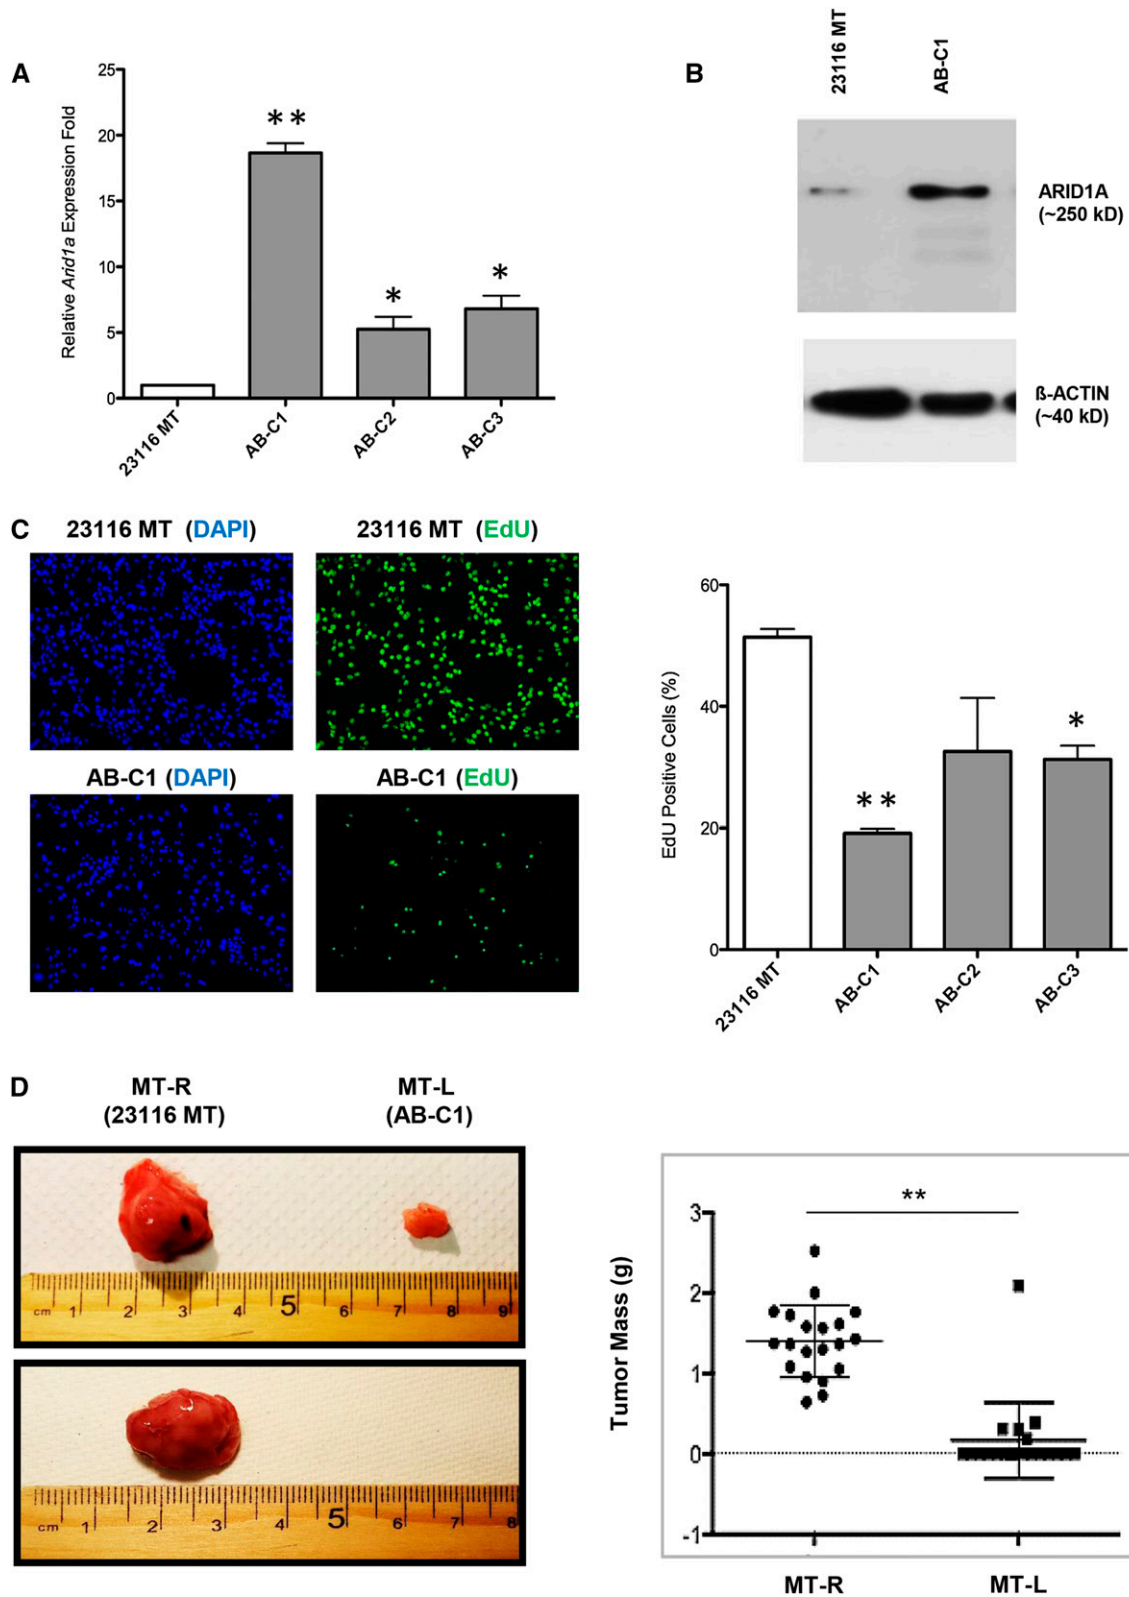 A
25
20
15
10
5
0
Relative Arid1a Expression Fold
**
*
*
23116 MT
AB-C1
AB-C2
AB-C3
B
23116 MT
AB-C1
ARID1A
(~250 kD)
ß-ACTIN
(~40 kD)
C
23116 MT (DAPI)
23116 MT (EdU)
AB-C1 (DAPI)
AB-C1 (EdU)
60
40
20
0
EdU Positive Cells (%)
**
*
23116 MT
AB-C1
AB-C2
AB-C3
D
MT-R
(23116 MT)
MT-L
(AB-C1)
cm 1 2 3 4 5 6 7 8 9
cm 1 2 3 4 5 6 7 8
3
2
1
0
-1
Tumor Mass (g)
**
MT-R
MT-L